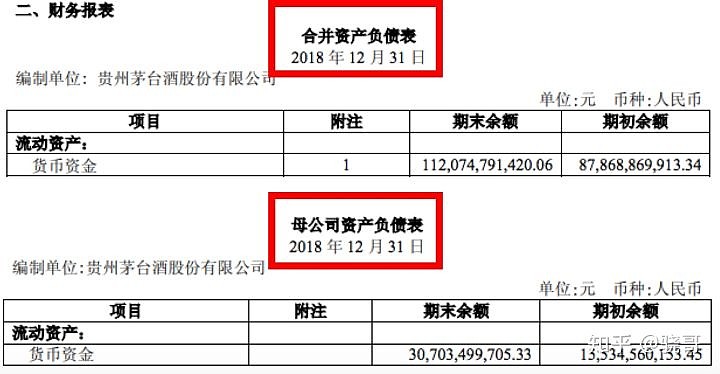 二、财务报表
合并资产负债表
2018 年 12 月 31 日
编制单位: 贵州茅台酒股份有限公司
单位:元 币种:人民币
项目 附注 期末余额 期初余额
流动资产:
货币资金 1 112,074,791,420.06 87,868,869,913.34
母公司资产负债表
2018 年 12 月 31 日
编制单位:贵州茅台酒股份有限公司
单位:元 币种:人民币
项目 附注 期末余额 期初余额
流动资产:
货币资金 30,703,499,705.33 13,534,560,133.45
知乎 @骁哥